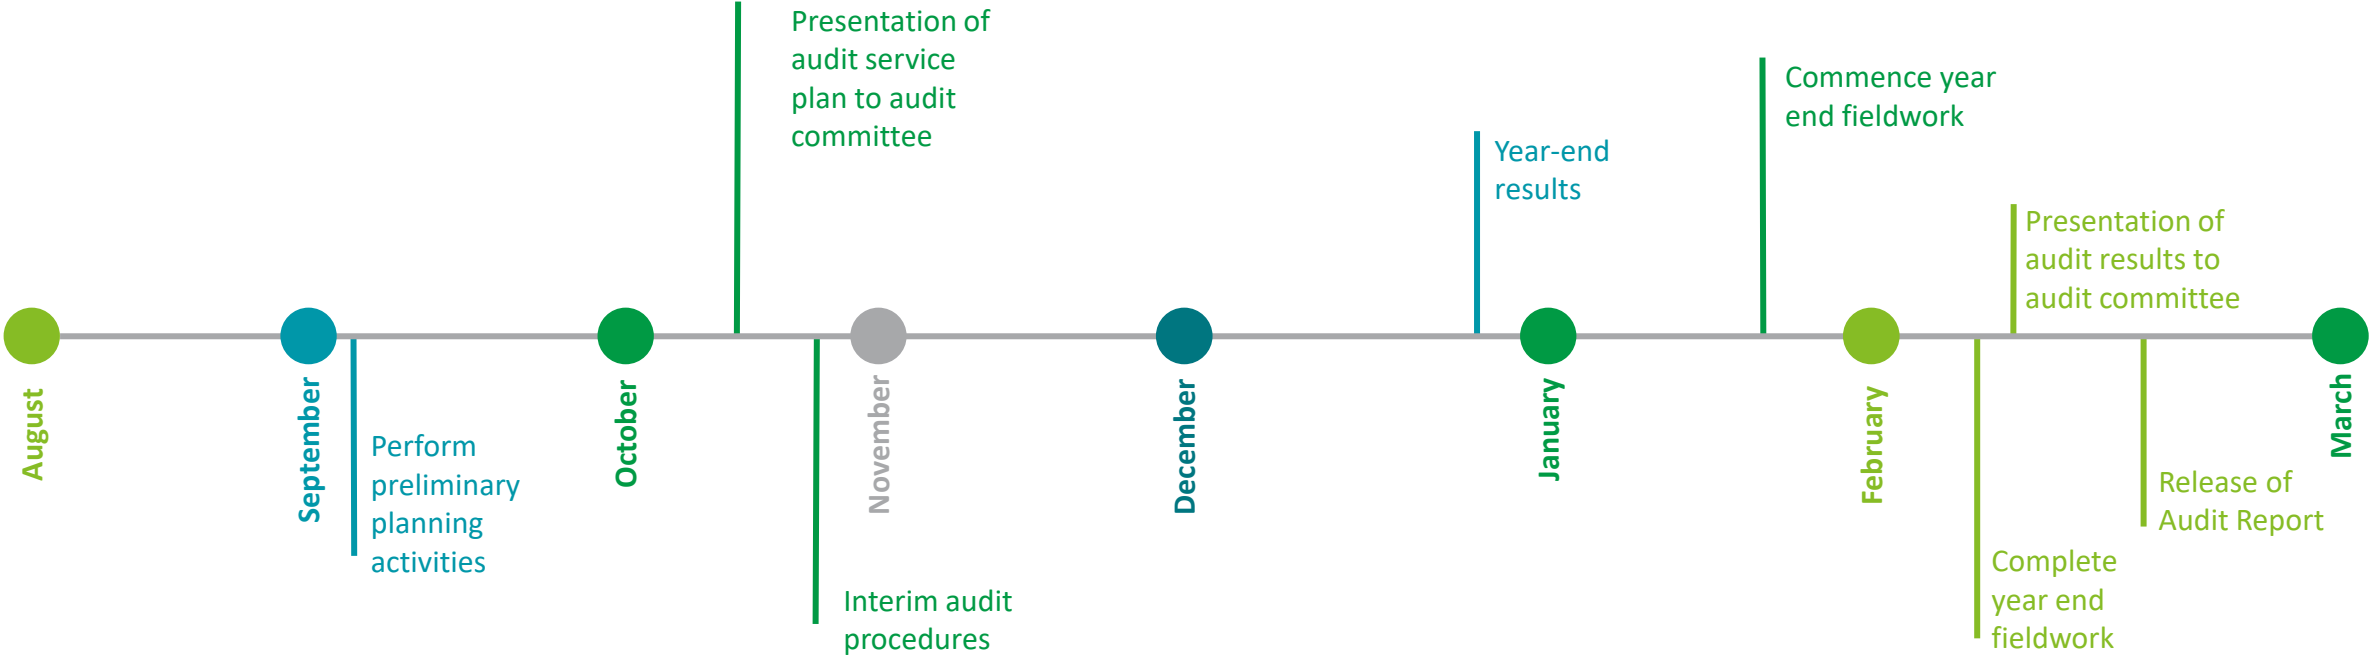 Presentation of
audit service
plan to audit
committee
Commence year
end fieldwork
Year-end
results
Presentation of
audit results to
audit committee
August
September
October
November
December
January
February
March
Perform
preliminary
planning
activities
Interim audit
procedures
Release of
Audit Report
Complete
year end
fieldwork